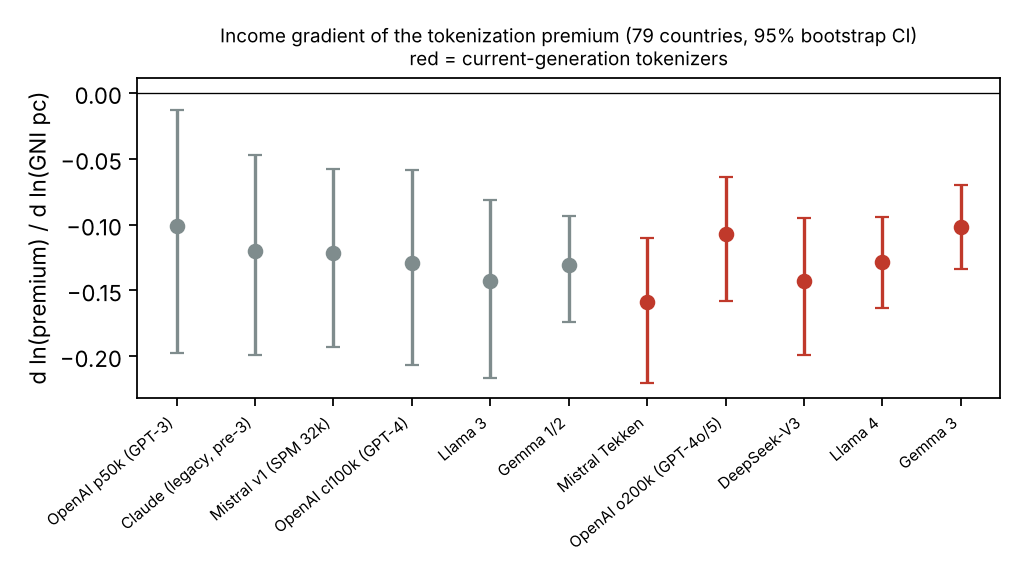 Income gradient of the tokenization premium (79 countries, 95% bootstrap CI)
red = current-generation tokenizers
d ln(premium) / d ln(GNI pc)
0.00
−0.05
−0.10
−0.15
−0.20
OpenAI p50k (GPT-3)
Claude (legacy, pre-3)
Mistral v1 (SPM 32k)
OpenAI cl100k (GPT-4)
Llama 3
Gemma 1/2
Mistral Tekken
OpenAI o200k (GPT-4o/5)
DeepSeek-V3
Llama 4
Gemma 3